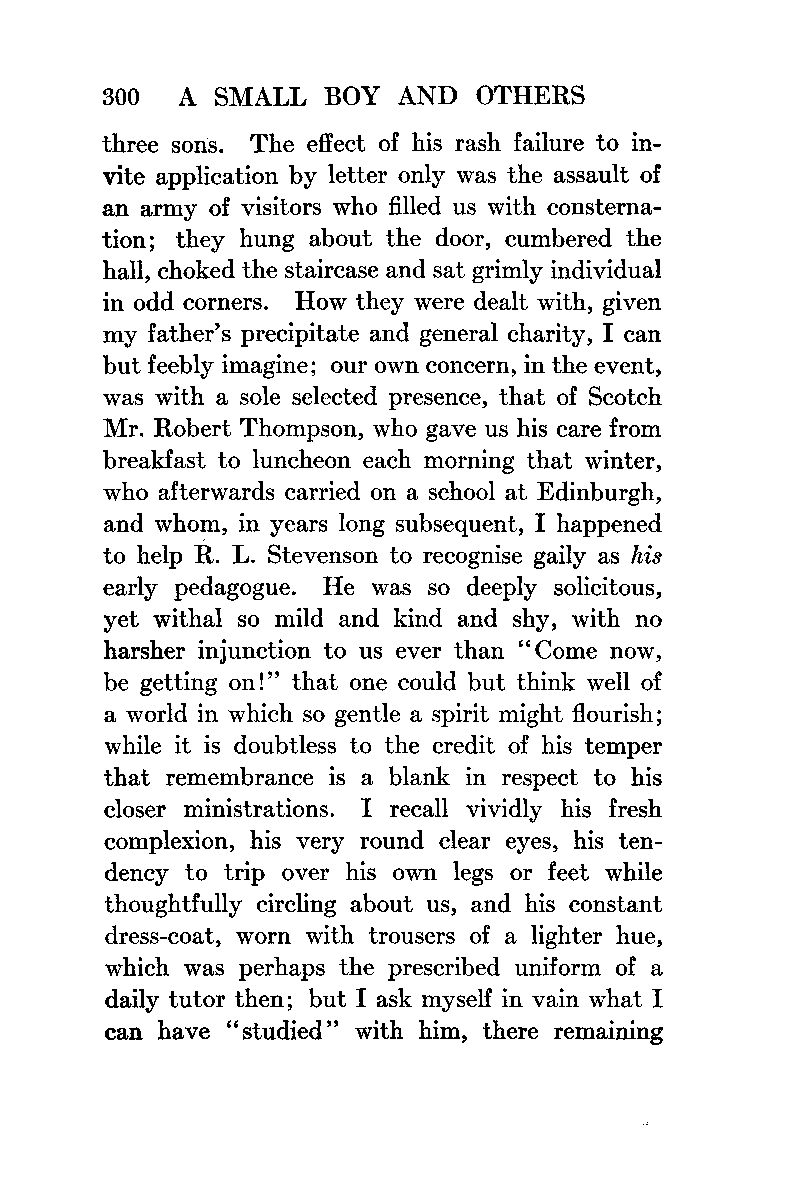 300 A SMALL BOY AND OTHERS
three sons. The effect of his rash failure to in-
vite application by letter only was the assault of
an army of visitors who filled us with consterna-
tion; they hung about the door, cumbered the
hall, choked the staircase and sat grimly individual
in odd corners. How they were dealt with, given
my father's precipitate and general charity, I can
but feebly imagine; our own concern, in the event,
was with a sole selected presence, that of Scotch
Mr. Robert Thompson, who gave us his care from
breakfast to luncheon each morning that winter,
who afterwards carried on a school at Edinburgh,
and whom, in years long subsequent, I happened
to help R. L. Stevenson to recognise gaily as his
early pedagogue. He was so deeply solicitous,
yet withal so mild and kind and shy, with no
harsher injunction to us ever than "Come now,
be getting on!" that one could but think well of
a world in which so gentle a spirit might flourish;
while it is doubtless to the credit of his temper
that remembrance is a blank in respect to his
closer ministrations. I recall vividly his fresh
complexion, his very round clear eyes, his ten-
dency to trip over his own legs or feet while
thoughtfully circling about us, and his constant
dress-coat, worn with trousers of a lighter hue,
which was perhaps the prescribed uniform of a
daily tutor then; but I ask myself in vain what I
can have "studied" with him, there remaining